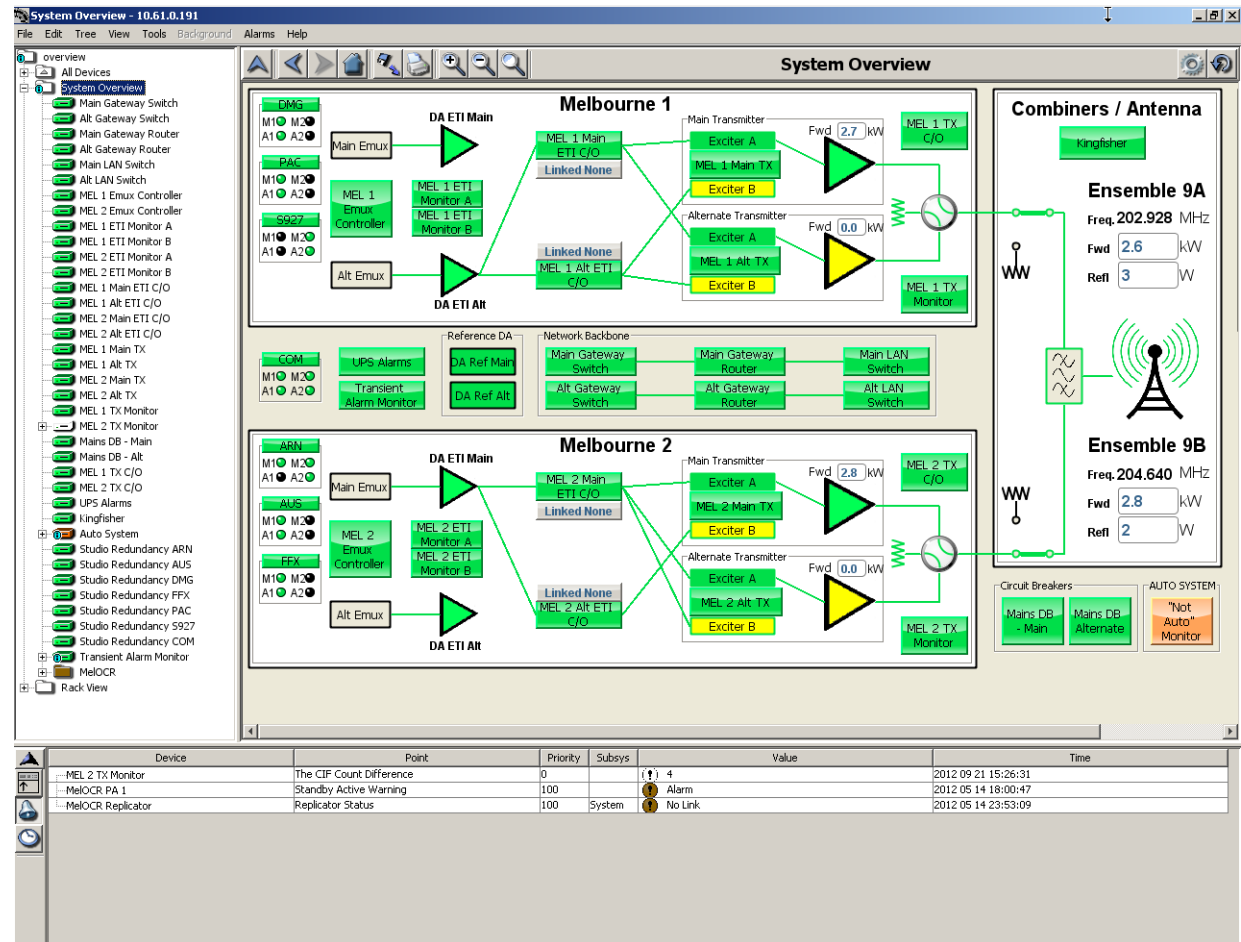 System Overview - 10.61.0.191
File Edit Tree View Tools Background Alarms Help
overview
All Devices
System Overview
Main Gateway Switch
Alt Gateway Switch
Main Gateway Router
Alt Gateway Router
Main LAN Switch
Alt LAN Switch
MEL 1 Emux Controller
MEL 2 Emux Controller
MEL 1 ETI Monitor A
MEL 1 ETI Monitor B
MEL 2 ETI Monitor A
MEL 2 ETI Monitor B
MEL 1 Main ETI C/O
MEL 1 Alt ETI C/O
MEL 2 Main ETI C/O
MEL 2 Alt ETI C/O
MEL 1 Main TX
MEL 1 Alt TX
MEL 2 Main TX
MEL 2 Alt TX
MEL 1 TX Monitor
MEL 2 TX Monitor
Mains DB - Main
Mains DB - Alt
MEL 1 TX C/O
MEL 2 TX C/O
UPS Alarms
Kingfisher
Auto System
Studio Redundancy ARN
Studio Redundancy AUS
Studio Redundancy DMG
Studio Redundancy FFX
Studio Redundancy PAC
Studio Redundancy S927
Studio Redundancy COM
Transient Alarm Monitor
MelOCR
Rack View
System Overview
Melbourne 1
DMG
M1 M2
A1 A2
PAC
M1 M2
A1 A2
S927
M1 M2
A1 A2
Main Emux
MEL 1
Emux
Controller
Alt Emux
DA ETI Main
MEL 1 ETI
Monitor A
MEL 1 ETI
Monitor B
DA ETI Alt
MEL 1 Main
ETI C/O
Linked None
Linked None
MEL 1 Alt ETI
C/O
Main Transmitter
Exciter A
MEL 1 Main TX
Exciter B
Fwd 2.7 kW
Alternate Transmitter
Exciter A
MEL 1 Alt TX
Exciter B
Fwd 0.0 kW
MEL 1 TX
C/O
MEL 1 TX
Monitor
COM
M1 M2
A1 A2
UPS Alarms
Transient
Alarm Monitor
Reference DA
DA Ref Main
DA Ref Alt
Network Backbone
Main Gateway
Switch
Main Gateway
Router
Main LAN
Switch
Alt Gateway
Switch
Alt Gateway
Router
Alt LAN
Switch
Melbourne 2
ARN
M1 M2
A1 A2
AUS
M1 M2
A1 A2
FFX
M1 M2
A1 A2
Main Emux
MEL 2
Emux
Controller
Alt Emux
DA ETI Main
MEL 2 ETI
Monitor A
MEL 2 ETI
Monitor B
DA ETI Alt
MEL 2 Main
ETI C/O
Linked None
Linked None
MEL 2 Alt ETI
C/O
Main Transmitter
Exciter A
MEL 2 Main TX
Exciter B
Fwd 2.8 kW
Alternate Transmitter
Exciter A
MEL 2 Alt TX
Exciter B
Fwd 0.0 kW
MEL 2 TX
C/O
MEL 2 TX
Monitor
Combiners / Antenna
Kingfisher
Ensemble 9A
Freq. 202.928 MHz
Fwd 2.6 kW
Refl 3 W
Ensemble 9B
Freq. 204.640 MHz
Fwd 2.8 kW
Refl 2 W
Circuit Breakers
Mains DB
- Main
Mains DB
Alternate
AUTO SYSTEM
"Not
Auto"
Monitor
Device Point Priority Subsys Value Time
MEL 2 TX Monitor The CIF Count Difference 0 4 2012 09 21 15:26:31
MelOCR PA 1 Standby Active Warning 100 Alarm 2012 05 14 18:00:47
MelOCR Replicator Replicator Status 100 System No Link 2012 05 14 23:53:09